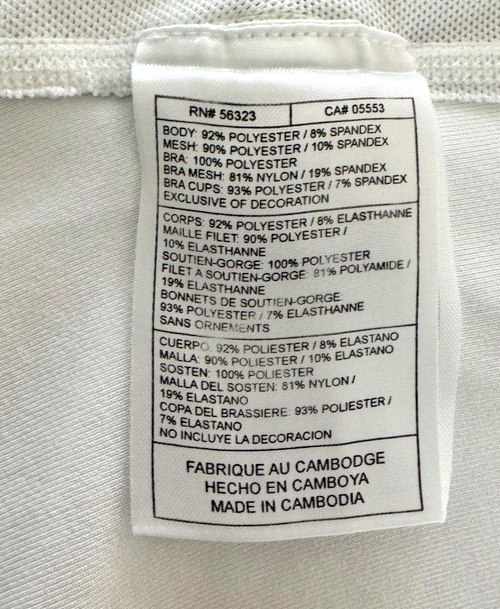 RN# 56323 CA# 05553
BODY: 92% POLYESTER / 8% SPANDEX
MESH: 90% POLYESTER / 10% SPANDEX
BRA: 100% POLYESTER
BRA MESH: 81% NYLON / 19% SPANDEX
BRA CUPS: 93% POLYESTER / 7% SPANDEX
EXCLUSIVE OF DECORATION
CORPS: 92% POLYESTER / 8% ELASTHANNE
MAILLE FILET: 90% POLYESTER /
10% ELASTHANNE
SOUTIEN-GORGE: 100% POLYESTER
FILET A SOUTIEN-GORGE: 81% POLYAMIDE /
19% ELASTHANNE
BONNETS DE SOUTIEN-GORGE:
93% POLYESTER / 7% ELASTHANNE
SANS ORNEMENTS
CUERPO: 92% POLIESTER / 8% ELASTANO
MALLA: 90% POLIESTER / 10% ELASTANO
SOSTEN: 100% POLIESTER
MALLA DEL SOSTEN: 81% NYLON /
19% ELASTANO
COPA DEL BRASSIERE: 93% POLIESTER /
7% ELASTANO
NO INCLUYE LA DECORACION
FABRIQUE AU CAMBODGE
HECHO EN CAMBOYA
MADE IN CAMBODIA